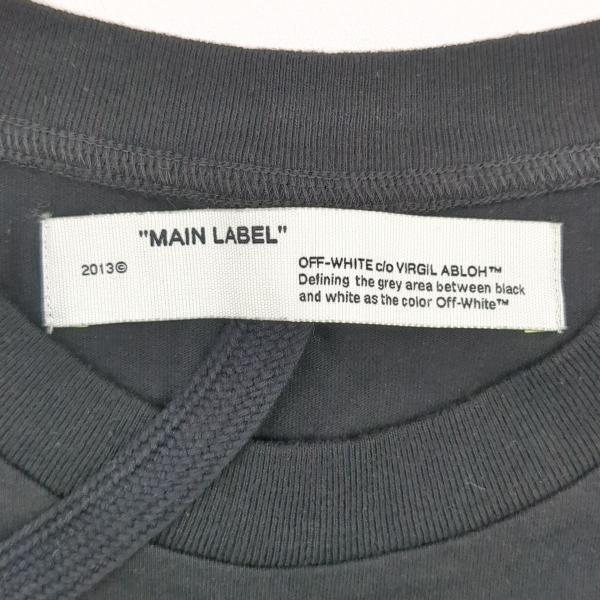 "MAIN LABEL"
2013©
OFF-WHITE c/o VIRGIL ABLOH™
Defining the grey area between black
and white as the color Off-White™